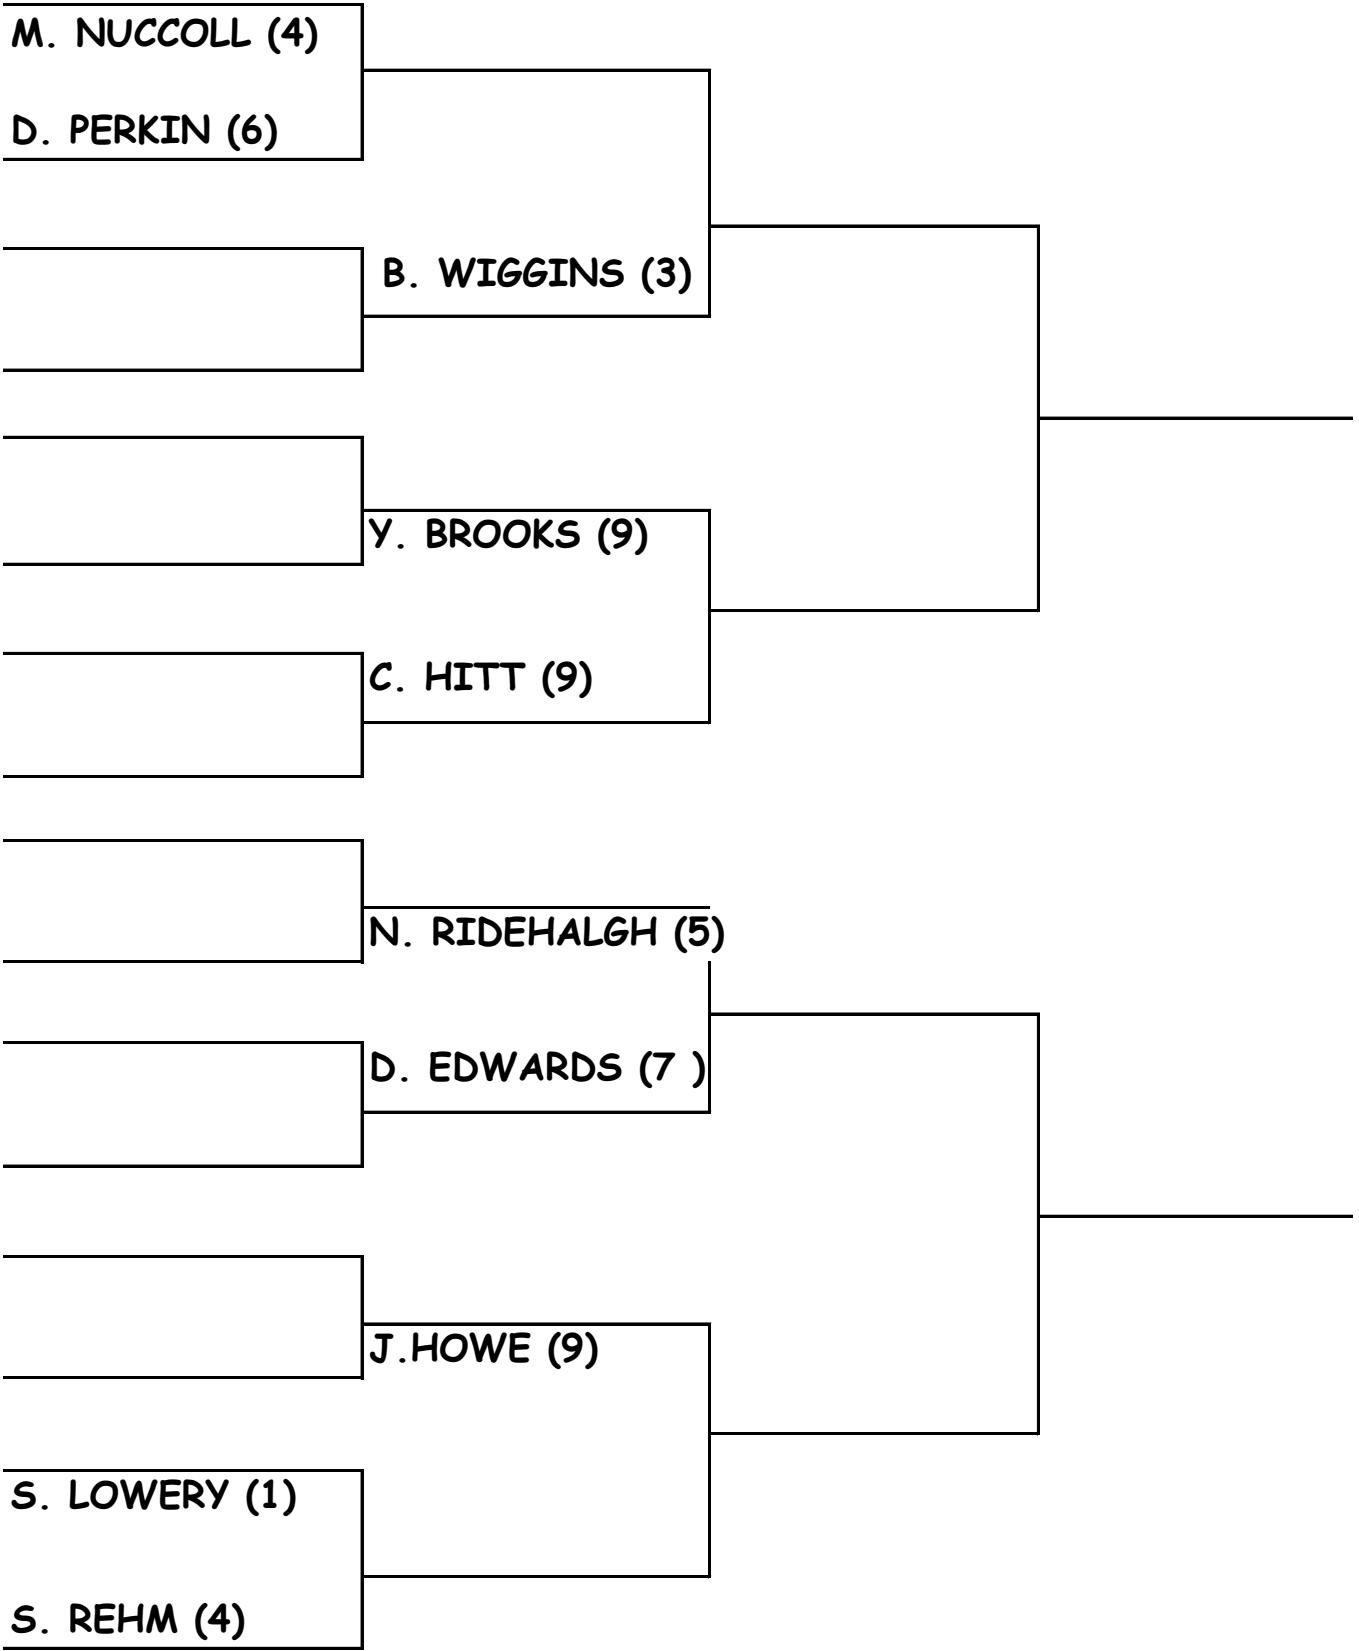 M. NUCCOLL (4)
D. PERKIN (6)
B. WIGGINS (3)
Y. BROOKS (9)
C. HITT (9)
N. RIDEHALGH (5)
D. EDWARDS (7 )
J.HOWE (9)
S. LOWERY (1)
S. REHM (4)